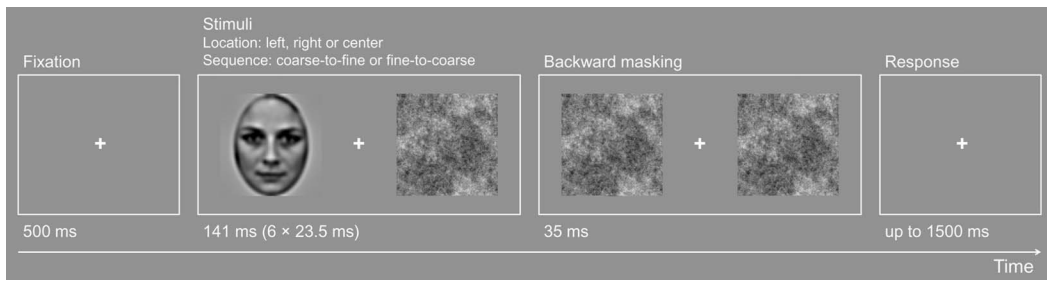 Fixation
Stimuli
Location: left, right or center
Sequence: coarse-to-fine or fine-to-coarse
Backward masking
Response
500 ms
141 ms (6 × 23.5 ms)
35 ms
up to 1500 ms
Time